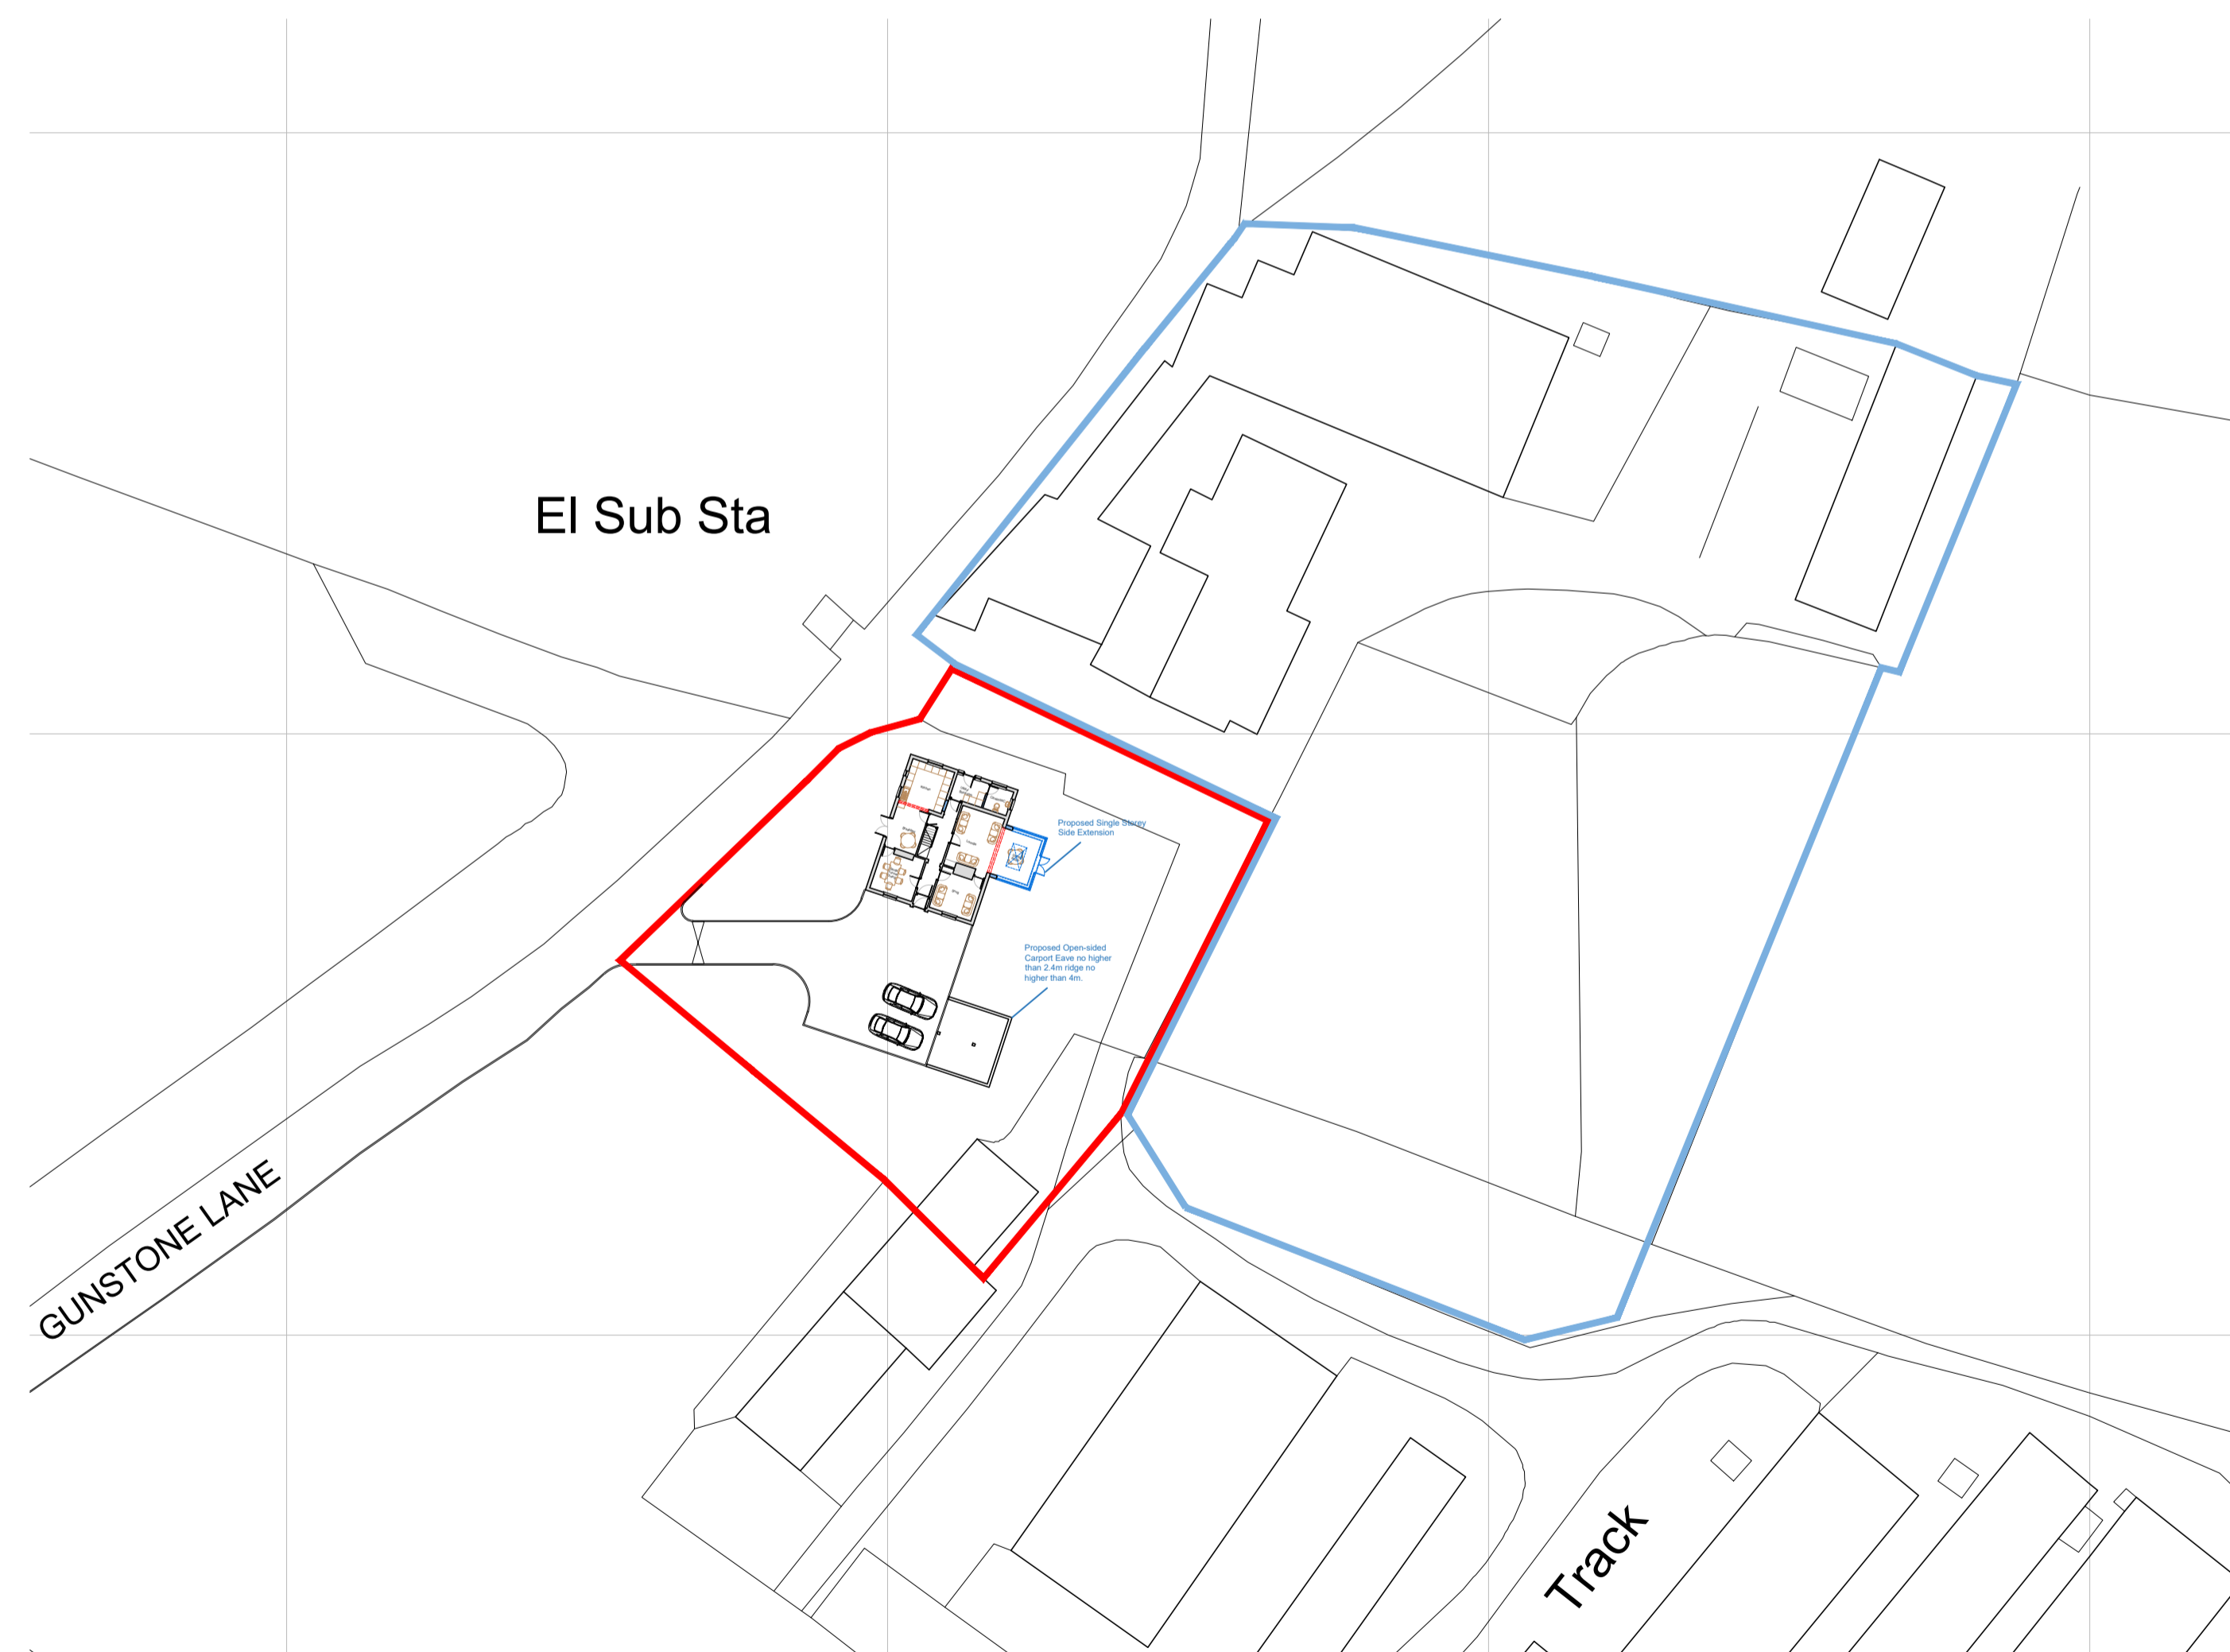 El Sub Sta
Proposed Single Storey
Side Extension
Proposed Open-sided
Carport Eave no higher
than 2.4m ridge no
higher than 4m.
GUNSTONE LANE
Track